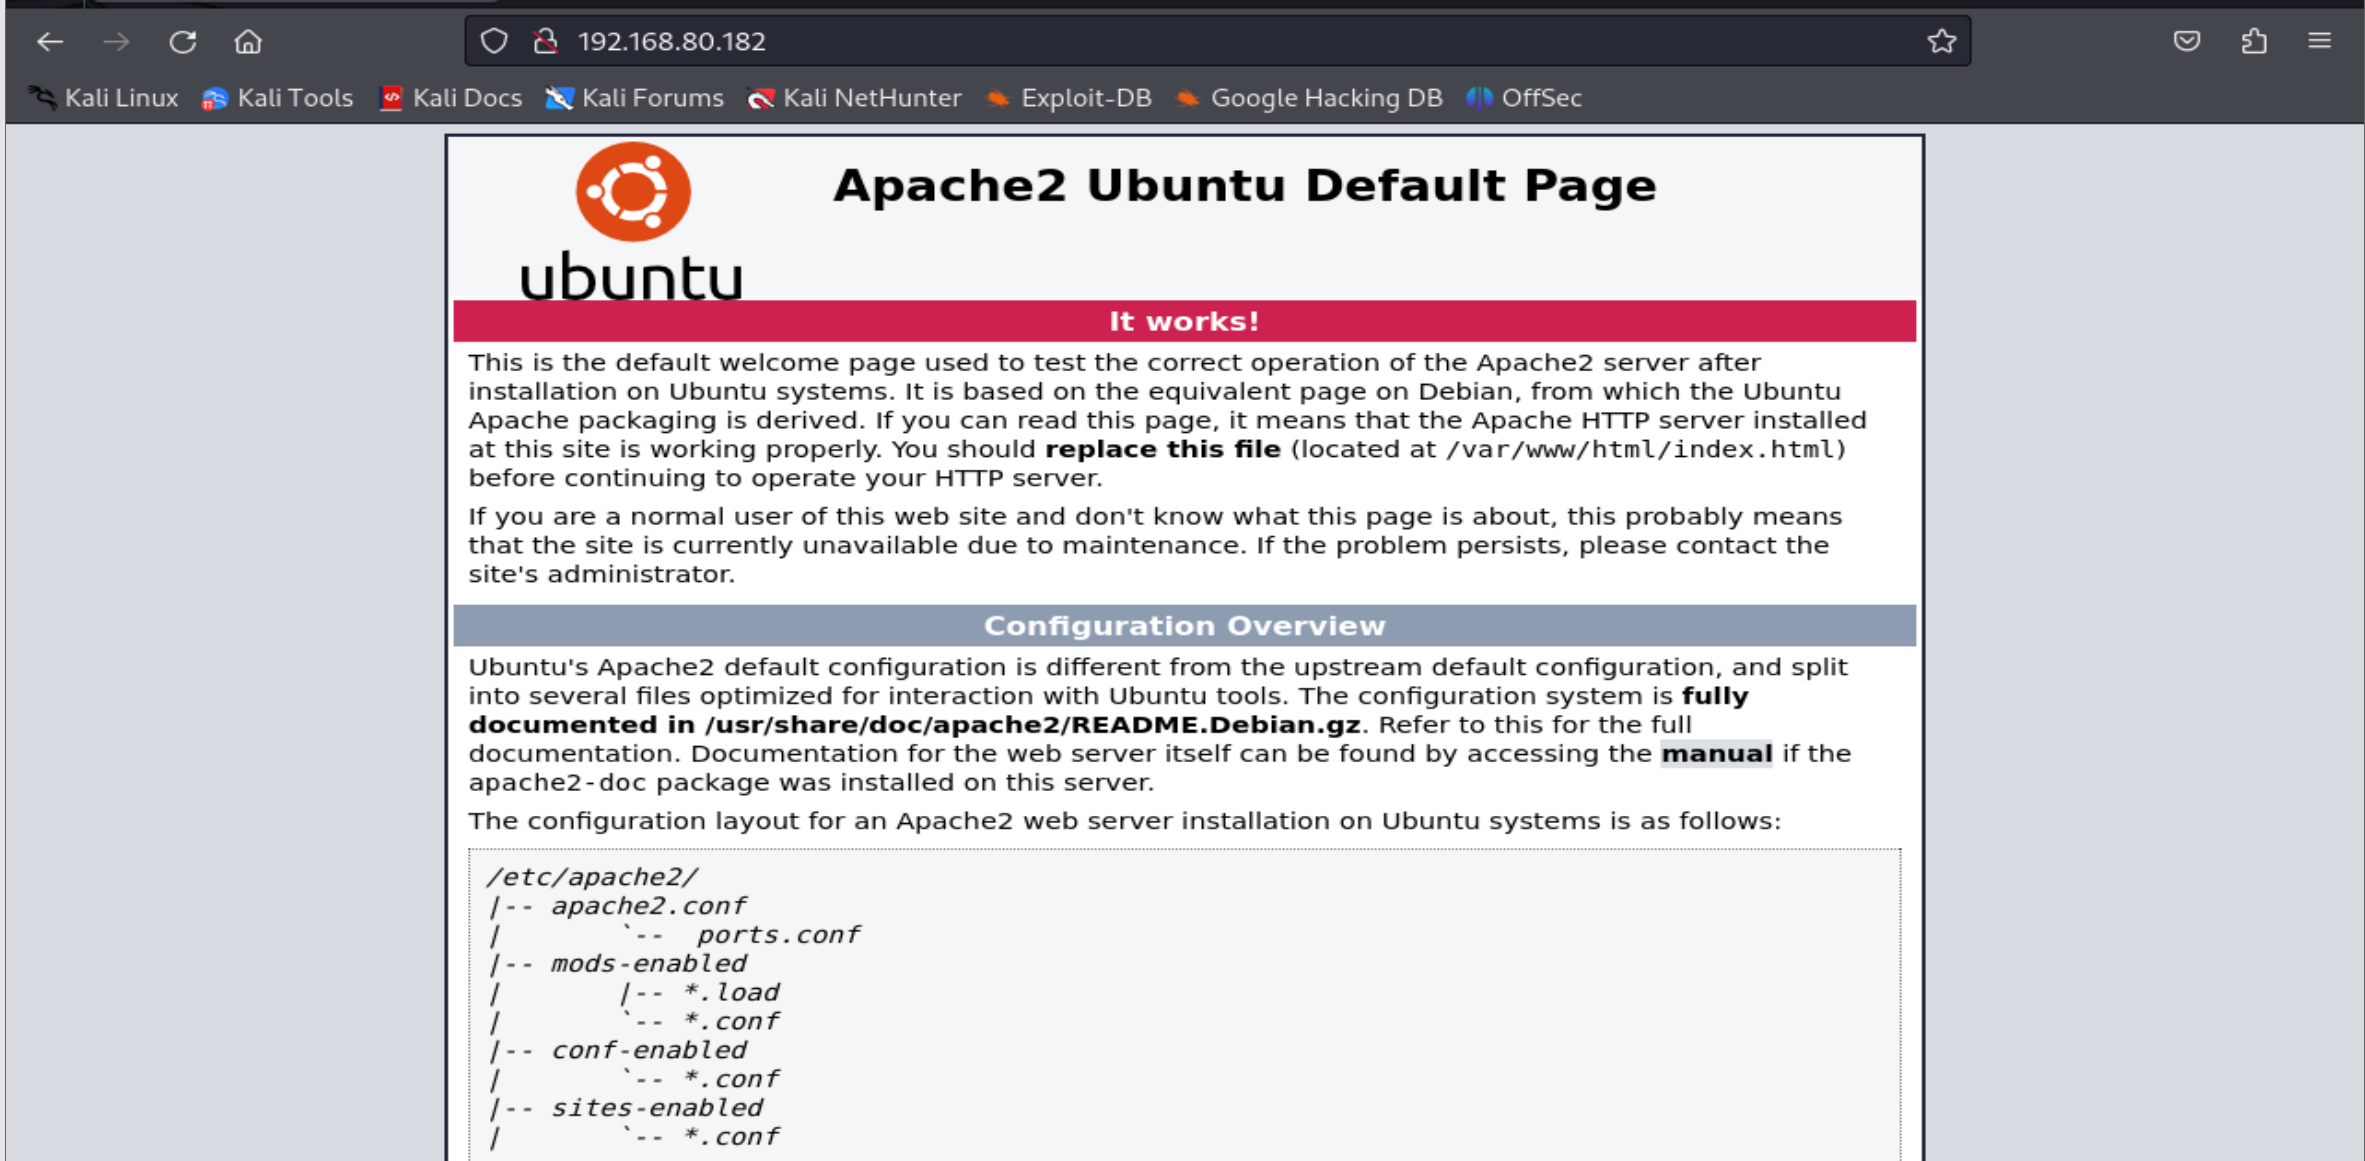 192.168.80.182
Kali Linux Kali Tools Kali Docs Kali Forums Kali NetHunter Exploit-DB Google Hacking DB OffSec
ubuntu
Apache2 Ubuntu Default Page
It works!
This is the default welcome page used to test the correct operation of the Apache2 server after
installation on Ubuntu systems. It is based on the equivalent page on Debian, from which the Ubuntu
Apache packaging is derived. If you can read this page, it means that the Apache HTTP server installed
at this site is working properly. You should replace this file (located at /var/www/html/index.html)
before continuing to operate your HTTP server.
If you are a normal user of this web site and don't know what this page is about, this probably means
that the site is currently unavailable due to maintenance. If the problem persists, please contact the
site's administrator.
Configuration Overview
Ubuntu's Apache2 default configuration is different from the upstream default configuration, and split
into several files optimized for interaction with Ubuntu tools. The configuration system is fully
documented in /usr/share/doc/apache2/README.Debian.gz. Refer to this for the full
documentation. Documentation for the web server itself can be found by accessing the manual if the
apache2-doc package was installed on this server.
The configuration layout for an Apache2 web server installation on Ubuntu systems is as follows:
/etc/apache2/
|-- apache2.conf
|       `--  ports.conf
|-- mods-enabled
|       |-- *.load
|       `-- *.conf
|-- conf-enabled
|       `-- *.conf
|-- sites-enabled
|       `-- *.conf